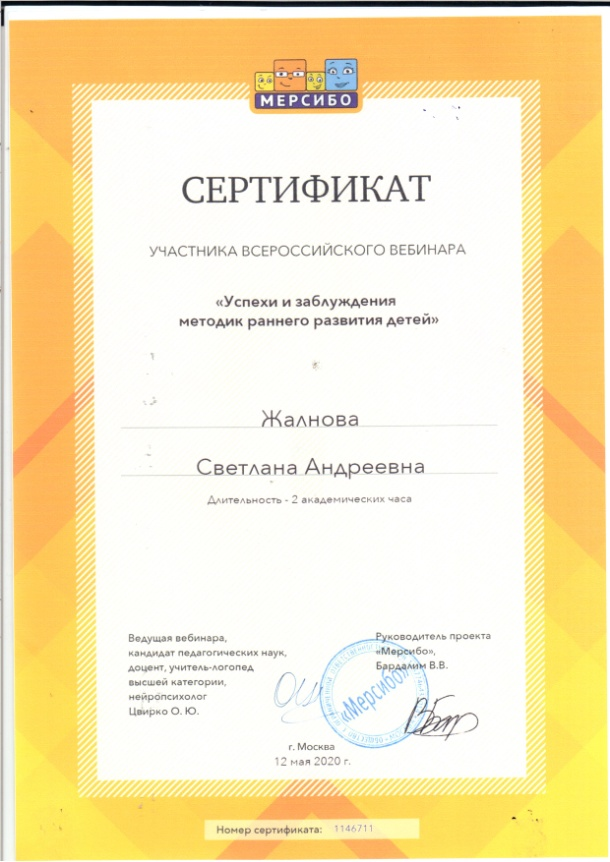 МЕРСИБО
СЕРТИФИКАТ
УЧАСТНИКА ВСЕРОССИЙСКОГО ВЕБИНАРА
«Успехи и заблуждения
методик раннего развития детей»
Жалнова
Светлана Андреевна
Длительность - 2 академических часа
Ведущая вебинара,
кандидат педагогических наук,
доцент, учитель-логопед
высшей категории,
нейропсихолог
Цвирко О. Ю.
Руководитель проекта
«Мерсибо»,
Бардалим В.В.
«Мерсибо»
г. Москва
12 мая 2020 г.
Номер сертификата: 1146711